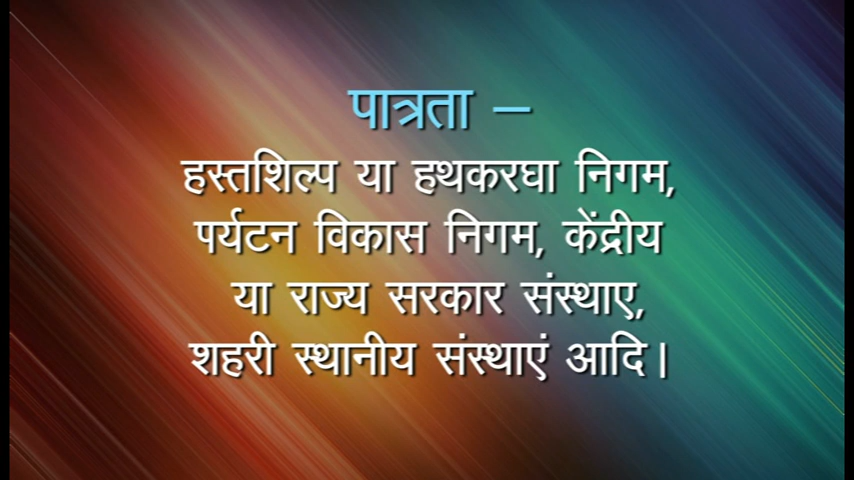 पात्रता –
हस्तशिल्प या हथकरघा निगम,
पर्यटन विकास निगम, केंद्रीय
या राज्य सरकार संस्थाए,
शहरी स्थानीय संस्थाएं आदि।